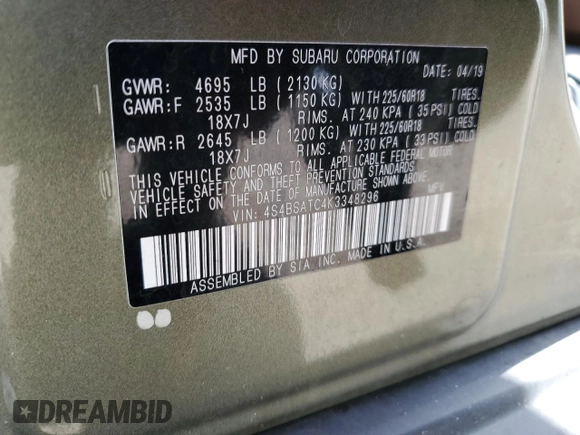 MFD BY SUBARU CORPORATION
DATE: 04/19
GVWR: 4695 LB ( 2130 KG)
GAWR:F 2535 LB ( 1150 KG) WITH 225/60R18 TIRES.
18X7J RIMS. AT 240 KPA ( 35 PSI) COLD
GAWR:R 2645 LB ( 1200 KG) WITH 225/60R18 TIRES.
18X7J RIMS. AT 230 KPA ( 33 PSI) COLD
THIS VEHICLE CONFORMS TO ALL APPLICABLE FEDERAL MOTOR
VEHICLE SAFETY AND THEFT PREVENTION STANDARDS IN EFFECT
ON THE DATE OF MANUFACTURE SHOWN ABOVE.
VIN: 4S4BSATC4K3348296 MPV
ASSEMBLED BY SIA INC. MADE IN U.S.A.
DREAMBID